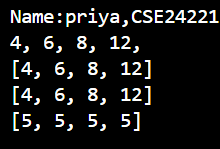 Name:priya,CSE24221
4, 6, 8, 12,
[4, 6, 8, 12]
[4, 6, 8, 12]
[5, 5, 5, 5]